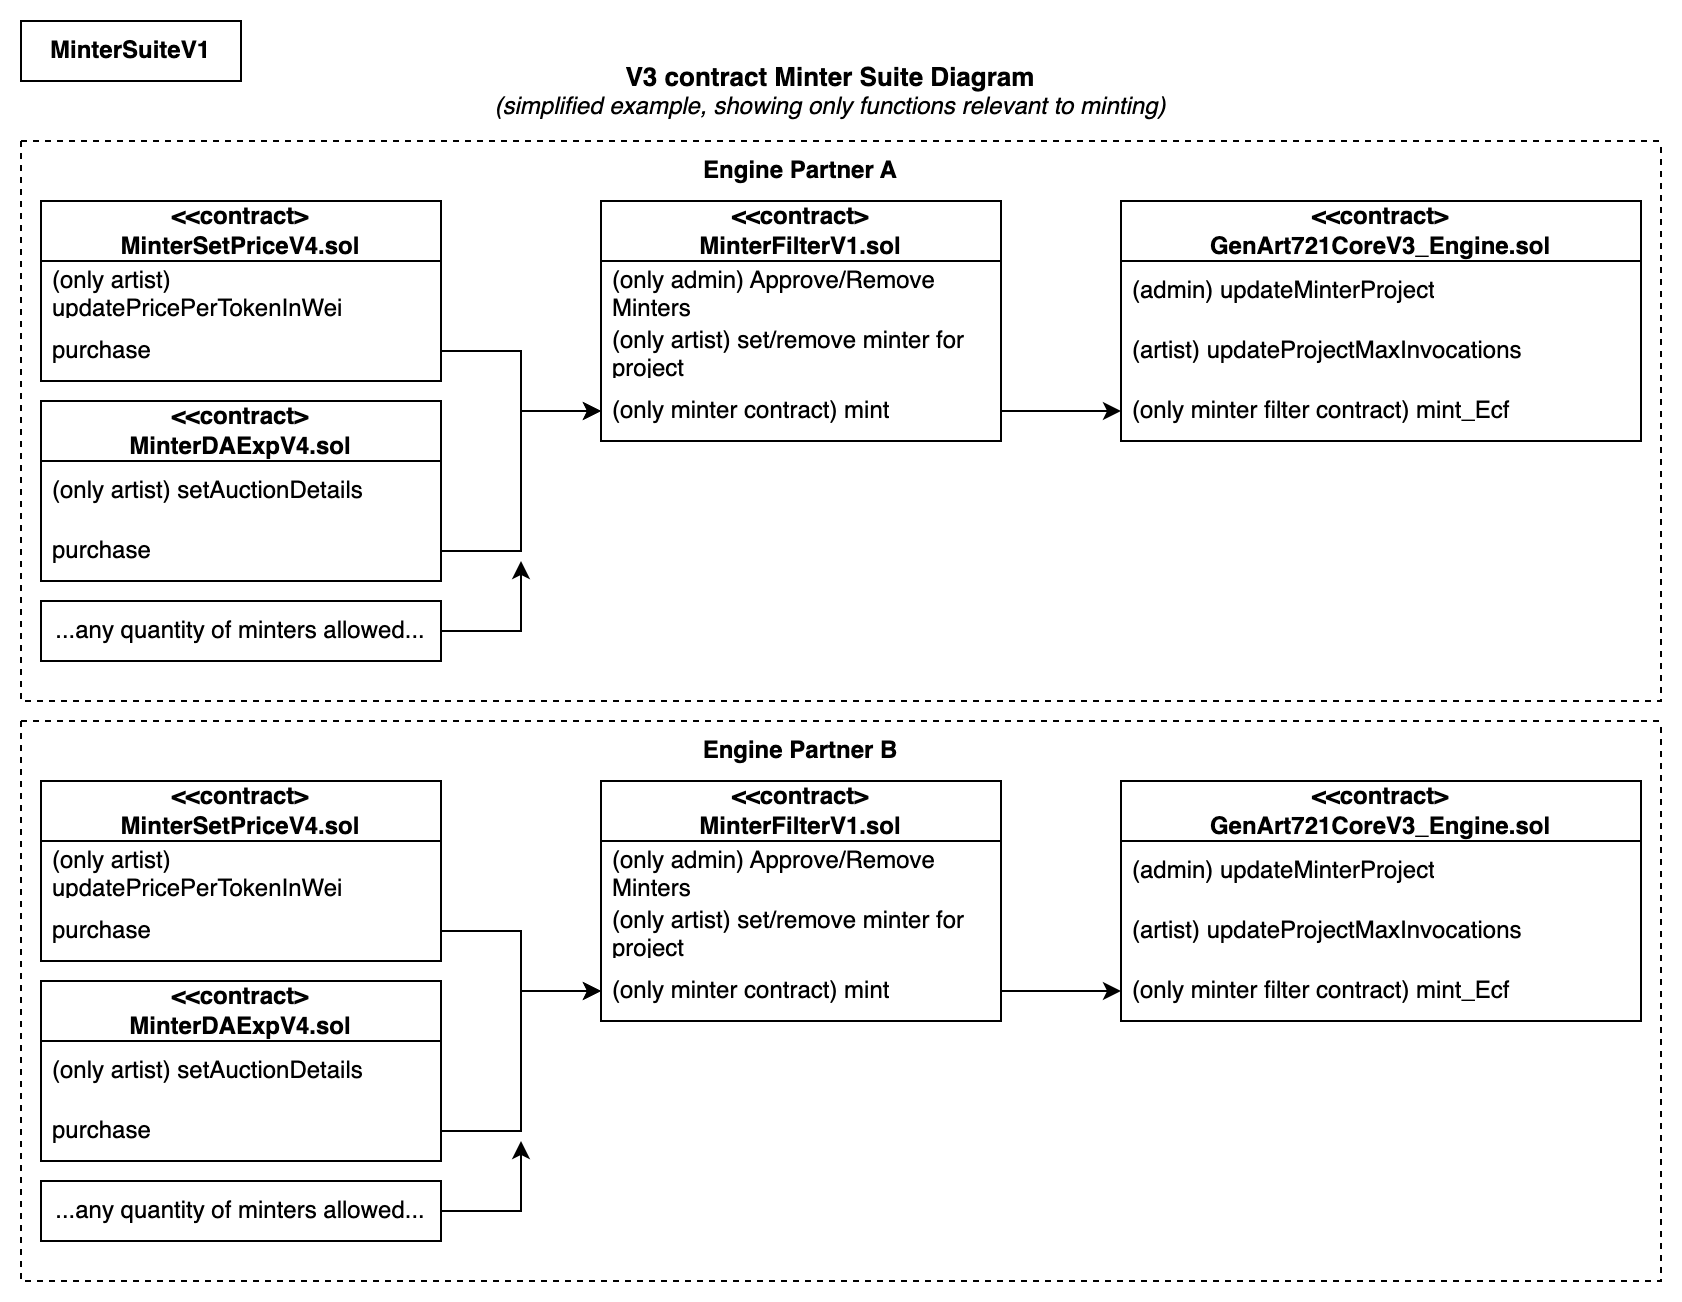 MinterSuiteV1
V3 contract Minter Suite Diagram
(simplified example, showing only functions relevant to minting)
Engine Partner A
<<contract>
MinterSetPriceV4.sol
(only artist)
updatePricePerTokenInWei
purchase
<<contract>
MinterDAExpV4.sol
(only artist) setAuctionDetails
purchase
...any quantity of minters allowed...
<<contract>
MinterFilterV1.sol
(only admin) Approve/Remove
Minters
(only artist) set/remove minter for
project
(only minter contract) mint
<<contract>
GenArt721CoreV3_Engine.sol
(admin) updateMinterProject
(artist) updateProjectMaxInvocations
(only minter filter contract) mint_Ecf
Engine Partner B
<<contract>
MinterSetPriceV4.sol
(only artist)
updatePricePerTokenInWei
purchase
<<contract>
MinterDAExpV4.sol
(only artist) setAuctionDetails
purchase
...any quantity of minters allowed...
<<contract>
MinterFilterV1.sol
(only admin) Approve/Remove
Minters
(only artist) set/remove minter for
project
(only minter contract) mint
<<contract>
GenArt721CoreV3_Engine.sol
(admin) updateMinterProject
(artist) updateProjectMaxInvocations
(only minter filter contract) mint_Ecf